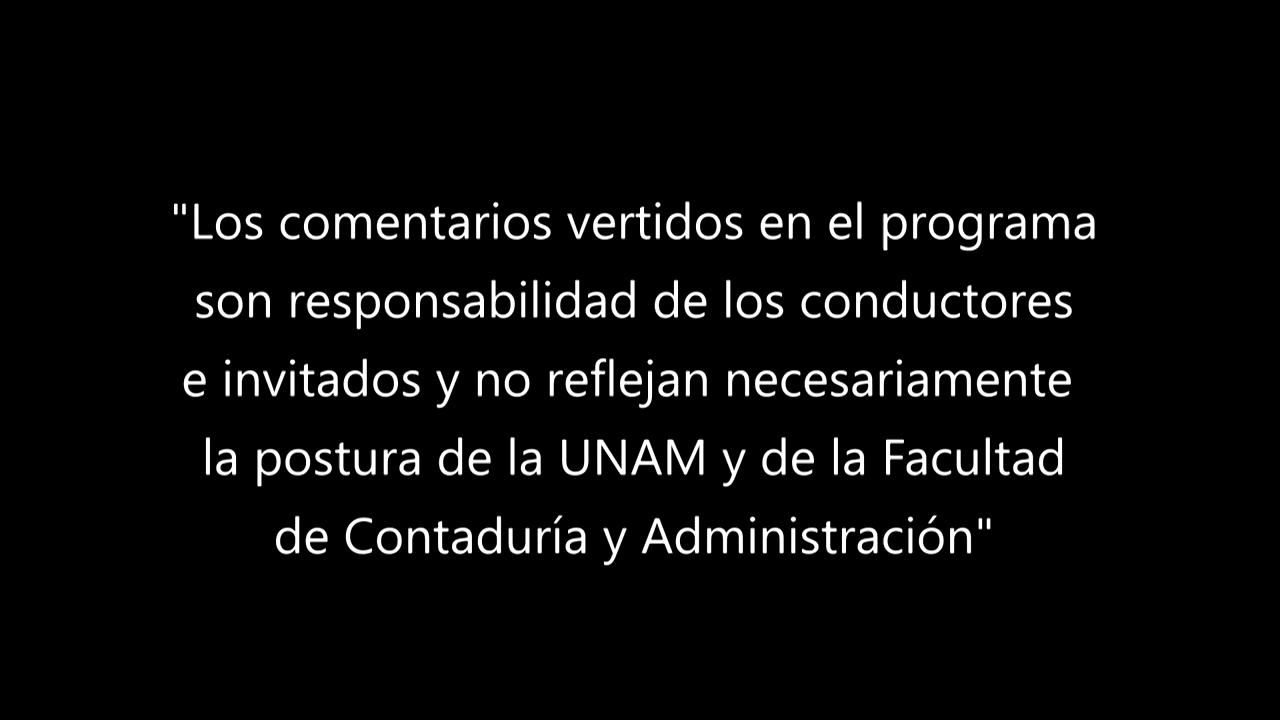 "Los comentarios vertidos en el programa
son responsabilidad de los conductores
e invitados y no reflejan necesariamente
la postura de la UNAM y de la Facultad
de Contaduría y Administración"